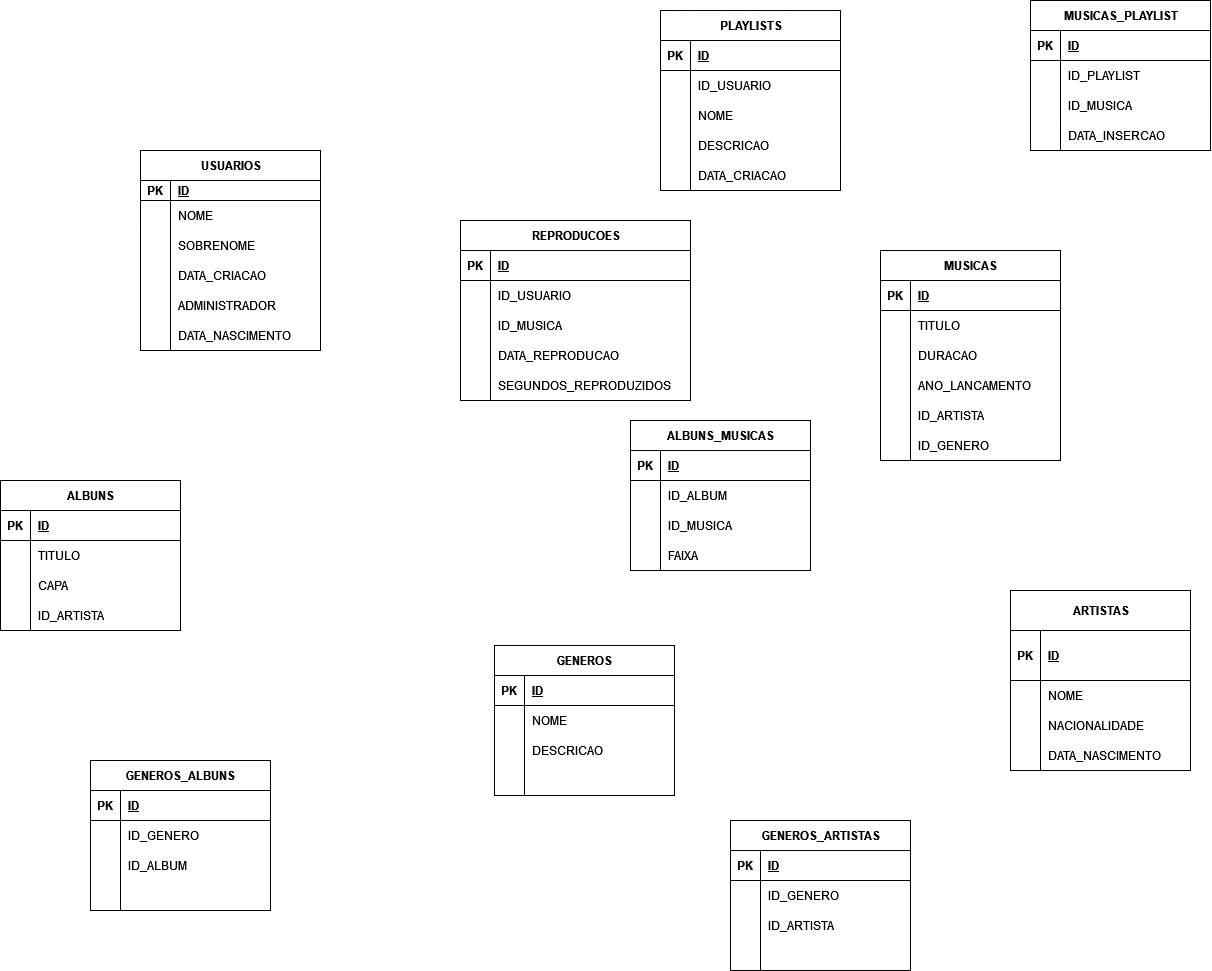 MUSICAS_PLAYLIST
PK ID
ID_PLAYLIST
ID_MUSICA
DATA_INSERCAO
PLAYLISTS
PK ID
ID_USUARIO
NOME
DESCRICAO
DATA_CRIACAO
USUARIOS
PK ID
NOME
SOBRENOME
DATA_CRIACAO
ADMINISTRADOR
DATA_NASCIMENTO
REPRODUCOES
PK ID
ID_USUARIO
ID_MUSICA
DATA_REPRODUCAO
SEGUNDOS_REPRODUZIDOS
MUSICAS
PK ID
TITULO
DURACAO
ANO_LANCAMENTO
ID_ARTISTA
ID_GENERO
ALBUNS_MUSICAS
PK ID
ID_ALBUM
ID_MUSICA
FAIXA
ALBUNS
PK ID
TITULO
CAPA
ID_ARTISTA
ARTISTAS
PK ID
NOME
NACIONALIDADE
DATA_NASCIMENTO
GENEROS
PK ID
NOME
DESCRICAO
GENEROS_ALBUNS
PK ID
ID_GENERO
ID_ALBUM
GENEROS_ARTISTAS
PK ID
ID_GENERO
ID_ARTISTA